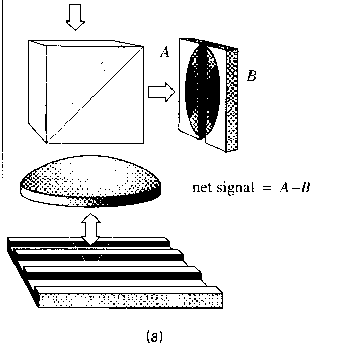 A
B
net signal = A–B
(a)